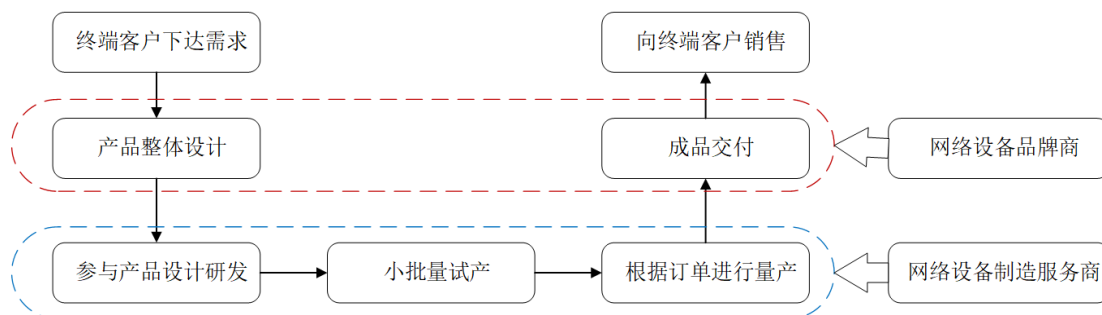 终端客户下达需求
向终端客户销售
产品整体设计
成品交付
网络设备品牌商
参与产品设计研发
小批量试产
根据订单进行量产
网络设备制造服务商